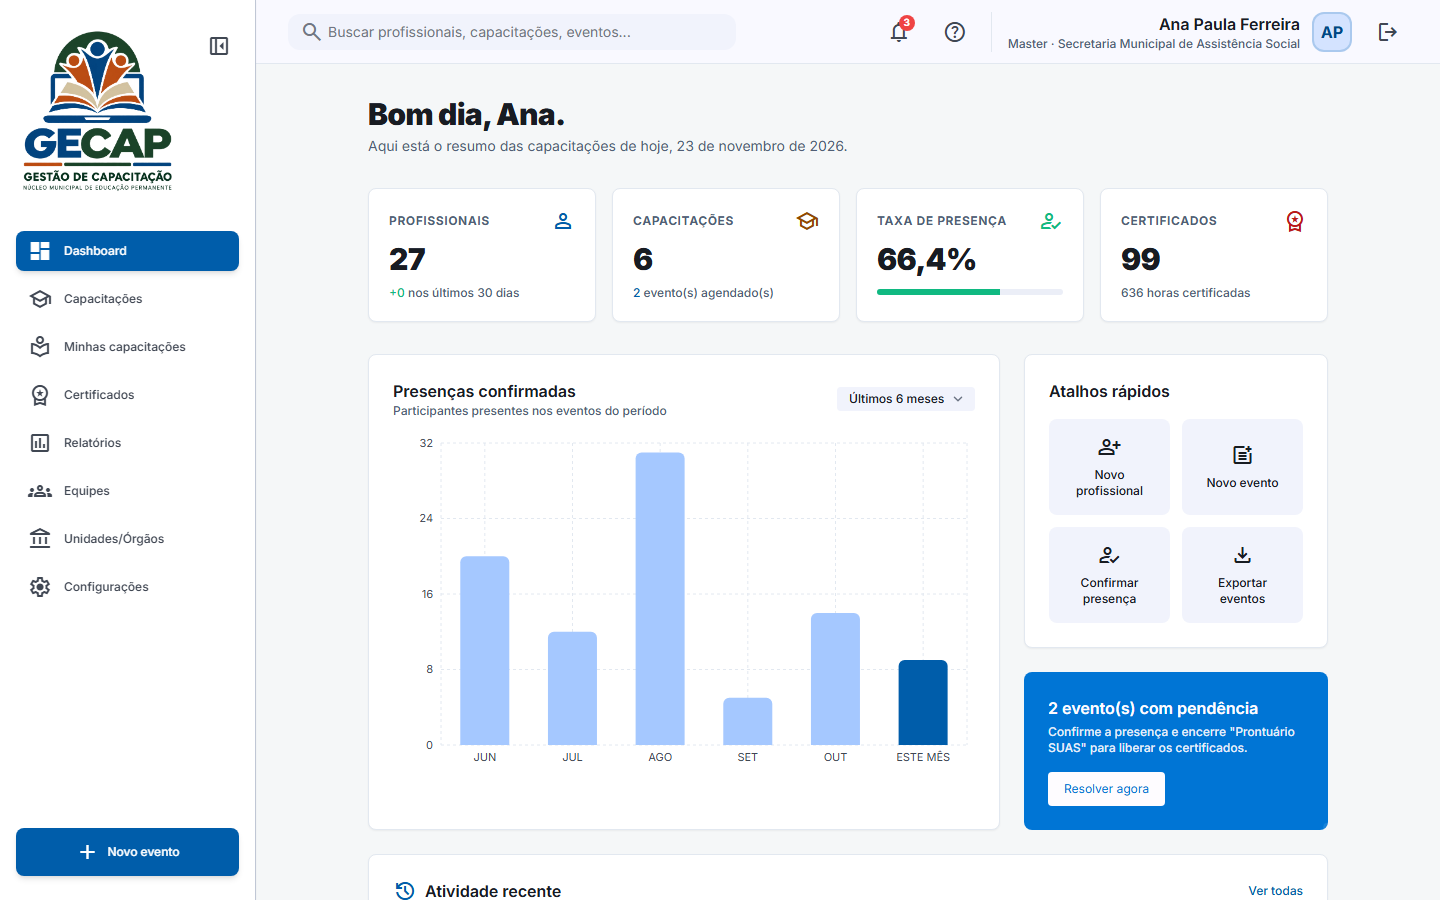 GECAP
GESTÃO DE CAPACITAÇÃO
NÚCLEO MUNICIPAL DE EDUCAÇÃO PERMANENTE
Dashboard
Capacitações
Minhas capacitações
Certificados
Relatórios
Equipes
Unidades/Órgãos
Configurações
Novo evento
Buscar profissionais, capacitações, eventos...
3
Ana Paula Ferreira
Master · Secretaria Municipal de Assistência Social
AP
Bom dia, Ana.
Aqui está o resumo das capacitações de hoje, 23 de novembro de 2026.
PROFISSIONAIS
27
+0 nos últimos 30 dias
CAPACITAÇÕES
6
2 evento(s) agendado(s)
TAXA DE PRESENÇA
66,4%
CERTIFICADOS
99
636 horas certificadas
Presenças confirmadas
Participantes presentes nos eventos do período
Últimos 6 meses
32
24
16
8
0
JUN JUL AGO SET OUT ESTE MÊS
Atalhos rápidos
Novo
profissional
Novo evento
Confirmar
presença
Exportar
eventos
2 evento(s) com pendência
Confirme a presença e encerre "Prontuário
SUAS" para liberar os certificados.
Resolver agora
Atividade recente
Ver todas